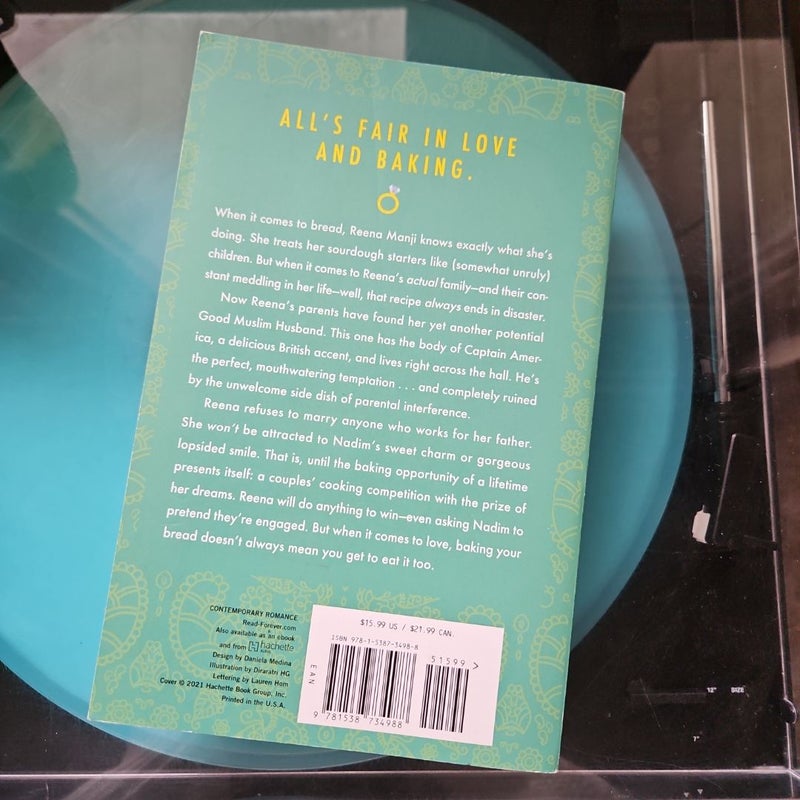 ALL'S FAIR IN LOVE
AND BAKING.
When it comes to bread, Reena Manji knows exactly what she's
doing. She treats her sourdough starters like (somewhat unruly)
children. But when it comes to Reena's actual family—and their con-
stant meddling in her life—well, that recipe always ends in disaster.
Now Reena's parents have found her yet another potential
Good Muslim Husband. This one has the body of Captain Amer-
ica, a delicious British accent, and lives right across the hall. He's
the perfect, mouthwatering temptation . . . and completely ruined
by the unwelcome side dish of parental interference.
Reena refuses to marry anyone who works for her father.
She won't be attracted to Nadim's sweet charm or gorgeous
lopsided smile. That is, until the baking opportunity of a lifetime
presents itself: a couples' cooking competition with the prize of
her dreams. Reena will do anything to win—even asking Nadim to
pretend they're engaged. But when it comes to love, baking your
bread doesn't always mean you get to eat it too.
CONTEMPORARY ROMANCE
Read-Forever.com
Also available as an ebook
and from hachette
AUDIO
Design by Daniela Medina
Illustration by Diraratri HG
Lettering by Lauren Hom
Cover © 2021 Hachette Book Group, Inc.
Printed in the U.S.A.
$15.99 US / $21.99 CAN.
ISBN 978-1-5387-3498-8
51599 >
EAN
9 781538 734988
12" SIZE
7"